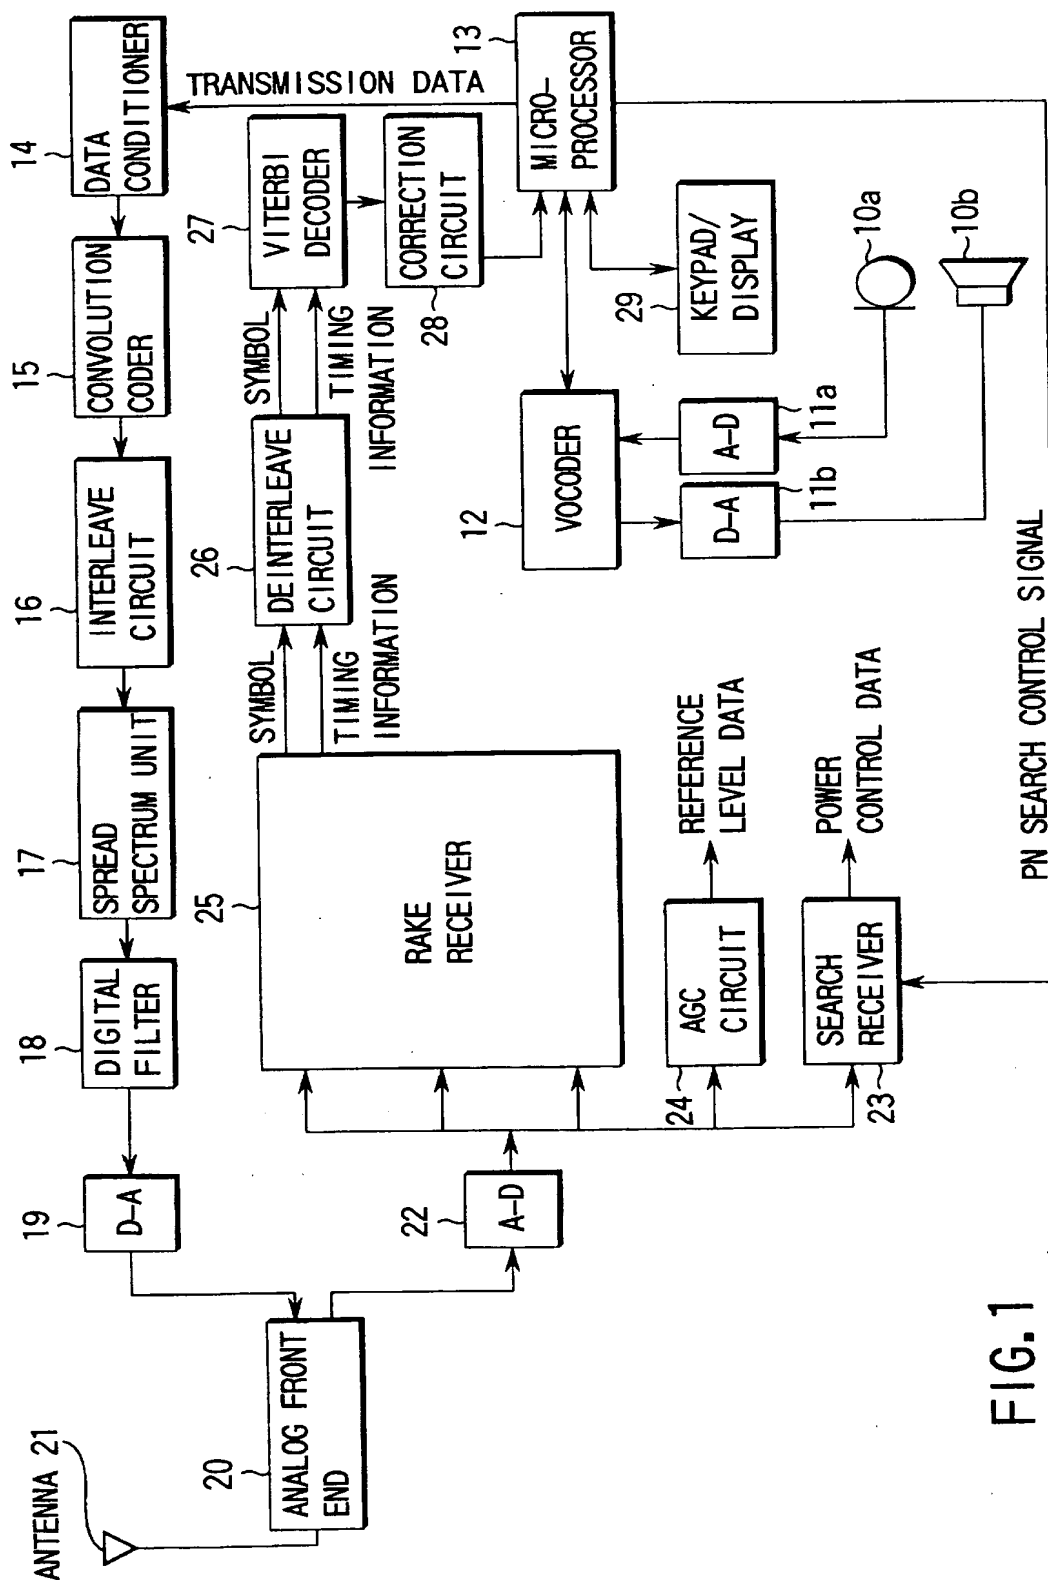 ANTENNA 21
20
ANALOG FRONT
END
19
D-A
18
DIGITAL
FILTER
17
SPREAD
SPECTRUM UNIT
16
INTERLEAVE
CIRCUIT
15
CONVOLUTION
CODER
14
DATA
CONDITIONER
TRANSMISSION DATA
22
A-D
25
RAKE
RECEIVER
SYMBOL
TIMING
INFORMATION
26
DEINTERLEAVE
CIRCUIT
SYMBOL
TIMING
INFORMATION
27
VITERBI
DECODER
CORRECTION
CIRCUIT
28
13
MICRO-
PROCESSOR
24
AGC
CIRCUIT
REFERENCE
LEVEL DATA
23
SEARCH
RECEIVER
POWER
CONTROL DATA
12
VOCODER
29
KEYPAD/
DISPLAY
A-D
11a
D-A
11b
10a
10b
PN SEARCH CONTROL SIGNAL
FIG.1